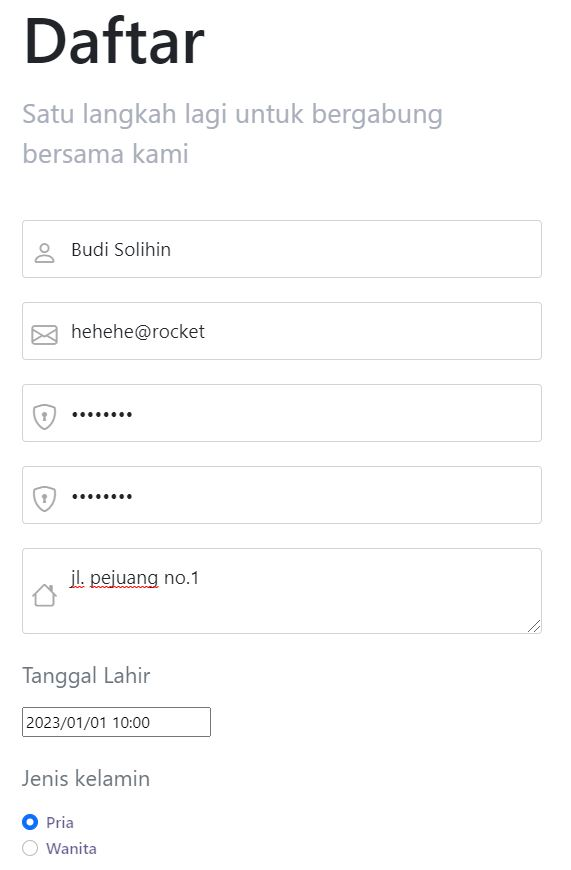 Daftar
Satu langkah lagi untuk bergabung
bersama kami
Budi Solihin
hehehe@rocket
••••••••
••••••••
jl. pejuang no.1
Tanggal Lahir
2023/01/01 10:00
Jenis kelamin
Pria
Wanita